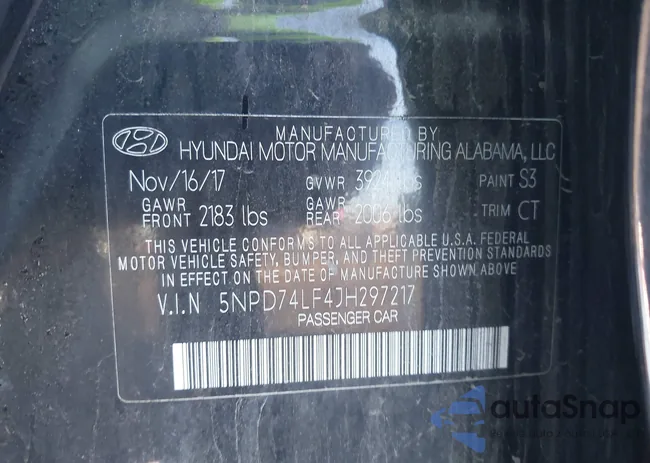 MANUFACTURED BY
HYUNDAI MOTOR MANUFACTURING ALABAMA, LLC
Nov/16/17 GVWR lbs PAINT S3
GAWR FRONT 2183 lbs GAWR REAR 2006 lbs TRIM CT
THIS VEHICLE CONFORMS TO ALL APPLICABLE U.S.A. FEDERAL
MOTOR VEHICLE SAFETY, BUMPER, AND THEFT PREVENTION STANDARDS
IN EFFECT ON THE DATE OF MANUFACTURE SHOWN ABOVE
V.I.N 5NPD74LF4JH297217
PASSENGER CAR
autoSnap